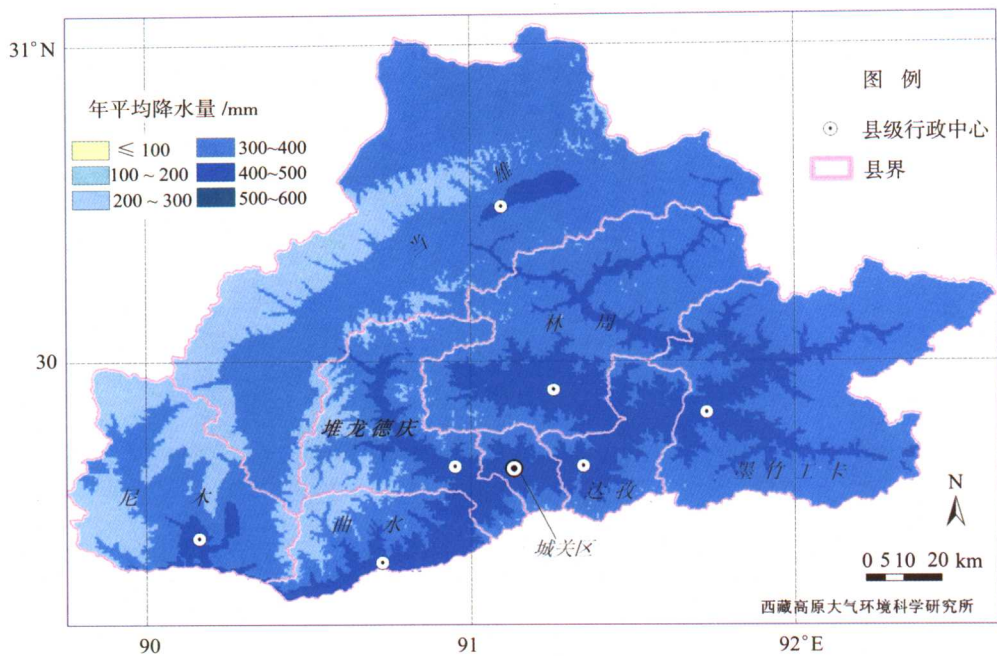 31°N
年平均降水量 /mm
≤ 100
100～200
200～300
300~400
400~500
500~600
图 例
县级行政中心
县界
雄
当
林 周
30
堆龙德庆
墨竹工卡
尼 木
曲 水
达孜
城关区
N
0 5 10 20 km
西藏高原大气环境科学研究所
90
91
92°E